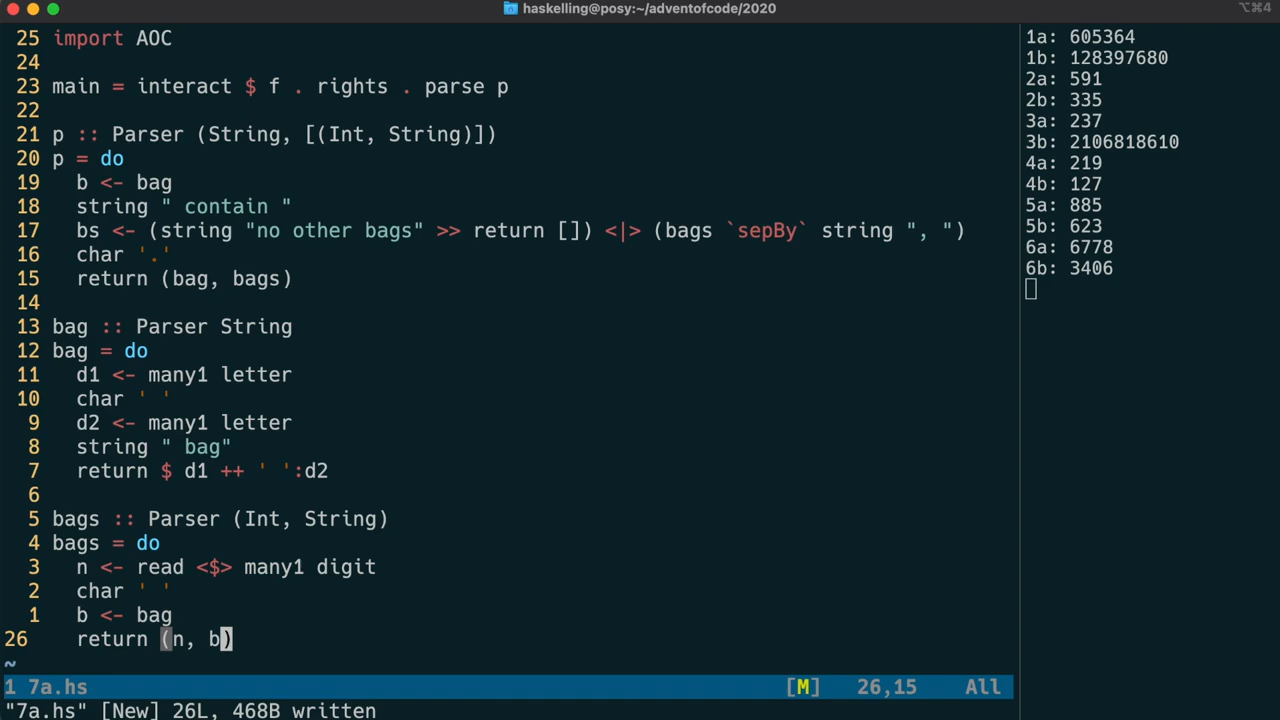 haskelling@posy:~/adventofcode/2020
⌥⌘4
25 import AOC
24
23 main = interact $ f . rights . parse p
22
21 p :: Parser (String, [(Int, String)])
20 p = do
19   b <- bag
18   string " contain "
17   bs <- (string "no other bags" >> return []) <|> (bags `sepBy` string ", ")
16   char '.'
15   return (bag, bags)
14
13 bag :: Parser String
12 bag = do
11   d1 <- many1 letter
10   char ' '
9   d2 <- many1 letter
8   string " bag"
7   return $ d1 ++ ' ':d2
6
5 bags :: Parser (Int, String)
4 bags = do
3   n <- read <$> many1 digit
2   char ' '
1   b <- bag
26   return (n, b)
~
1 7a.hs [M] 26,15 All
"7a.hs" [New] 26L, 468B written
1a: 605364
1b: 128397680
2a: 591
2b: 335
3a: 237
3b: 2106818610
4a: 219
4b: 127
5a: 885
5b: 623
6a: 6778
6b: 3406